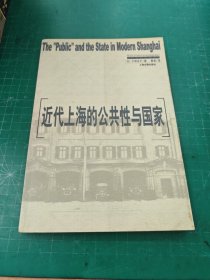 The "Public" and the State in Modern Shanghai
近代上海的公共性与国家